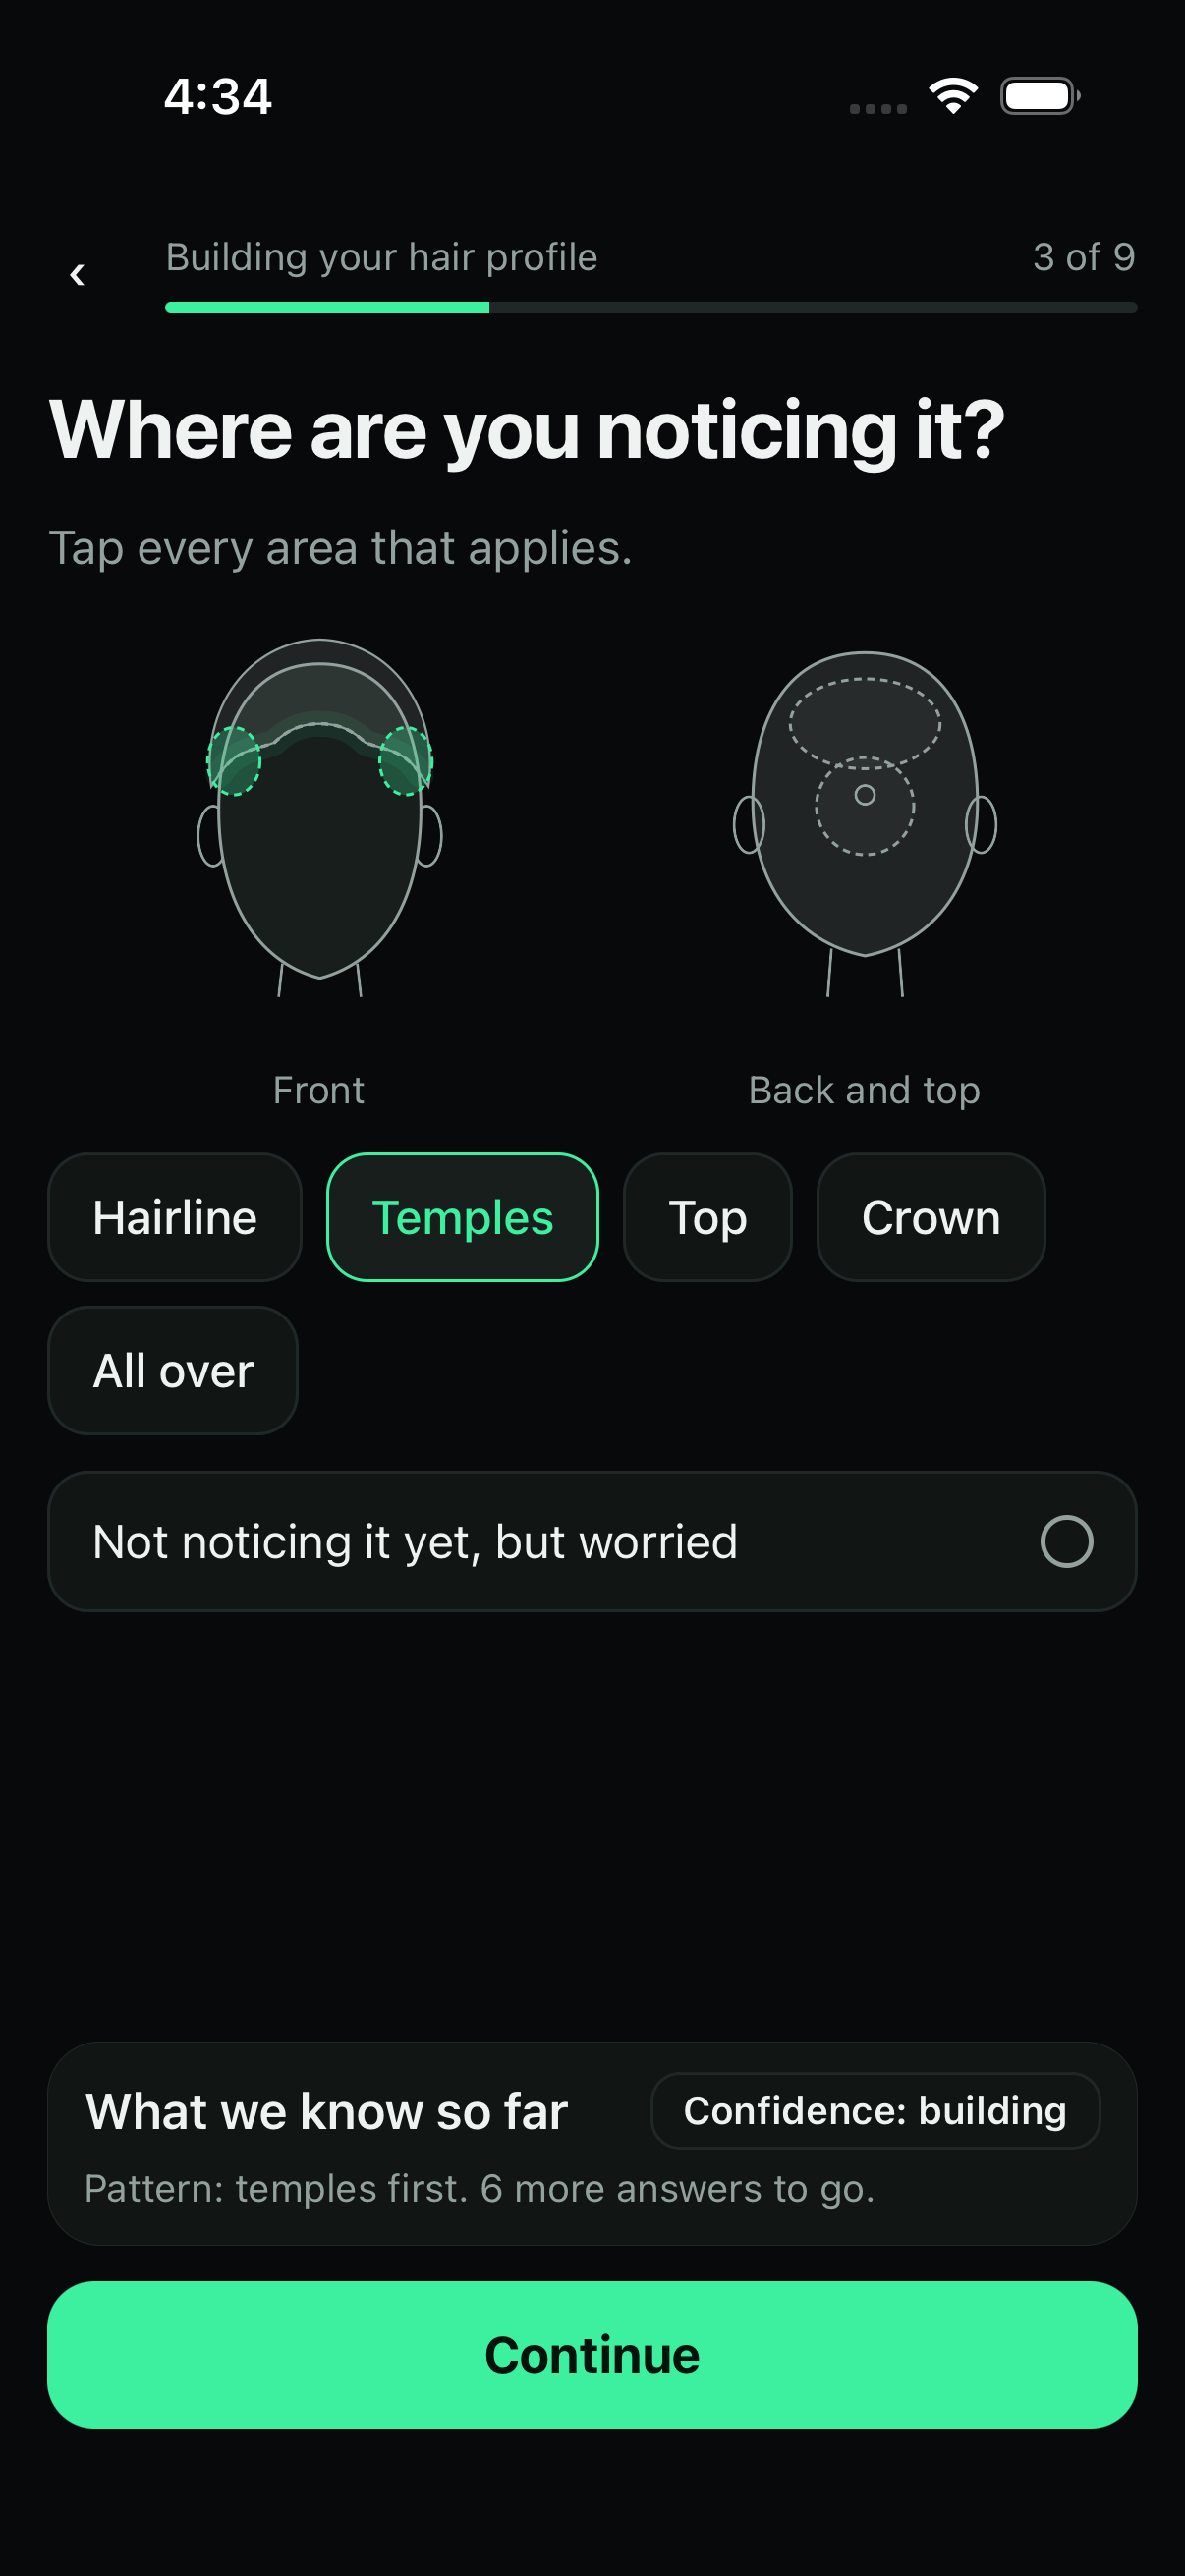 4:34
Building your hair profile
3 of 9
Where are you noticing it?
Tap every area that applies.
Front
Back and top
Hairline
Temples
Top
Crown
All over
Not noticing it yet, but worried
What we know so far
Confidence: building
Pattern: temples first. 6 more answers to go.
Continue